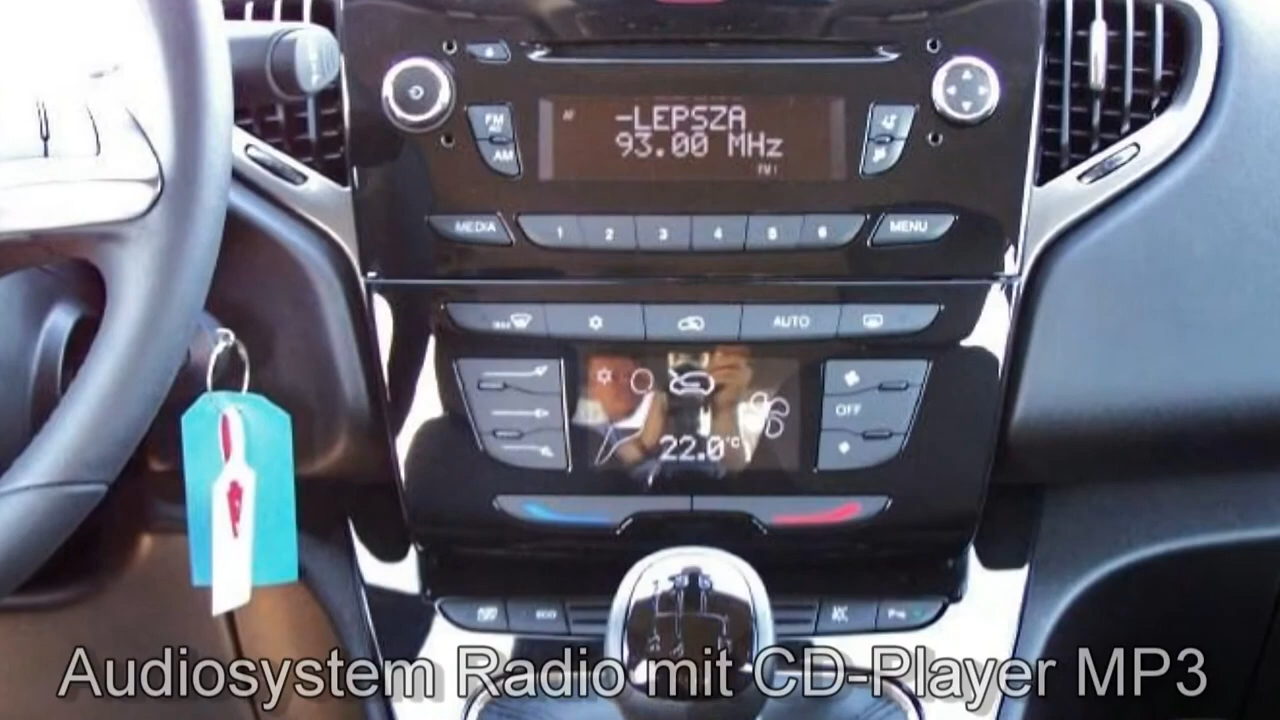 FM
AM
-LEPSZA
93.00 MHz
MEDIA
1 2 3 4 5 6
MENU
AUTO
OFF
22.0°C
ECO
Audiosystem Radio mit CD-Player MP3